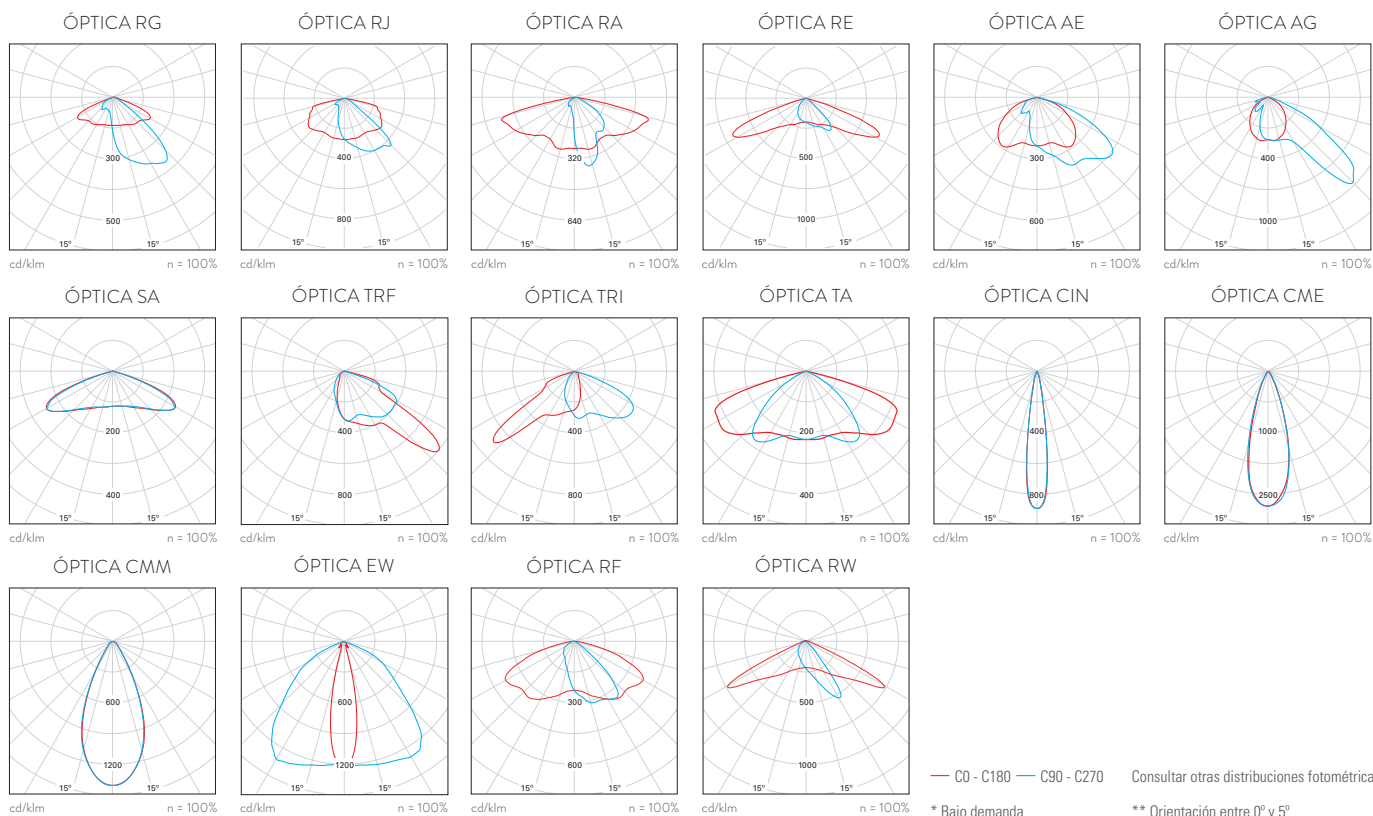 ÓPTICA RG
300
500
15° 15°
cd/klm n = 100%
ÓPTICA RJ
400
800
15° 15°
cd/klm n = 100%
ÓPTICA RA
320
640
15° 15°
cd/klm n = 100%
ÓPTICA RE
500
1000
15° 15°
cd/klm n = 100%
ÓPTICA AE
300
600
15° 15°
cd/klm n = 100%
ÓPTICA AG
400
1000
15° 15°
cd/klm n = 100%
ÓPTICA SA
200
400
15° 15°
cd/klm n = 100%
ÓPTICA TRF
400
800
15° 15°
cd/klm n = 100%
ÓPTICA TRI
400
800
15° 15°
cd/klm n = 100%
ÓPTICA TA
200
400
15° 15°
cd/klm n = 100%
ÓPTICA CIN
400
800
15° 15°
cd/klm n = 100%
ÓPTICA CME
1000
2500
15° 15°
cd/klm n = 100%
ÓPTICA CMM
600
1200
15° 15°
cd/klm n = 100%
ÓPTICA EW
600
1200
15° 15°
cd/klm n = 100%
ÓPTICA RF
300
600
15° 15°
cd/klm n = 100%
ÓPTICA RW
500
1000
15° 15°
cd/klm n = 100%
C0 - C180 C90 - C270 Consultar otras distribuciones fotométrica
* Bajo demanda ** Orientación entre 0º y 5º